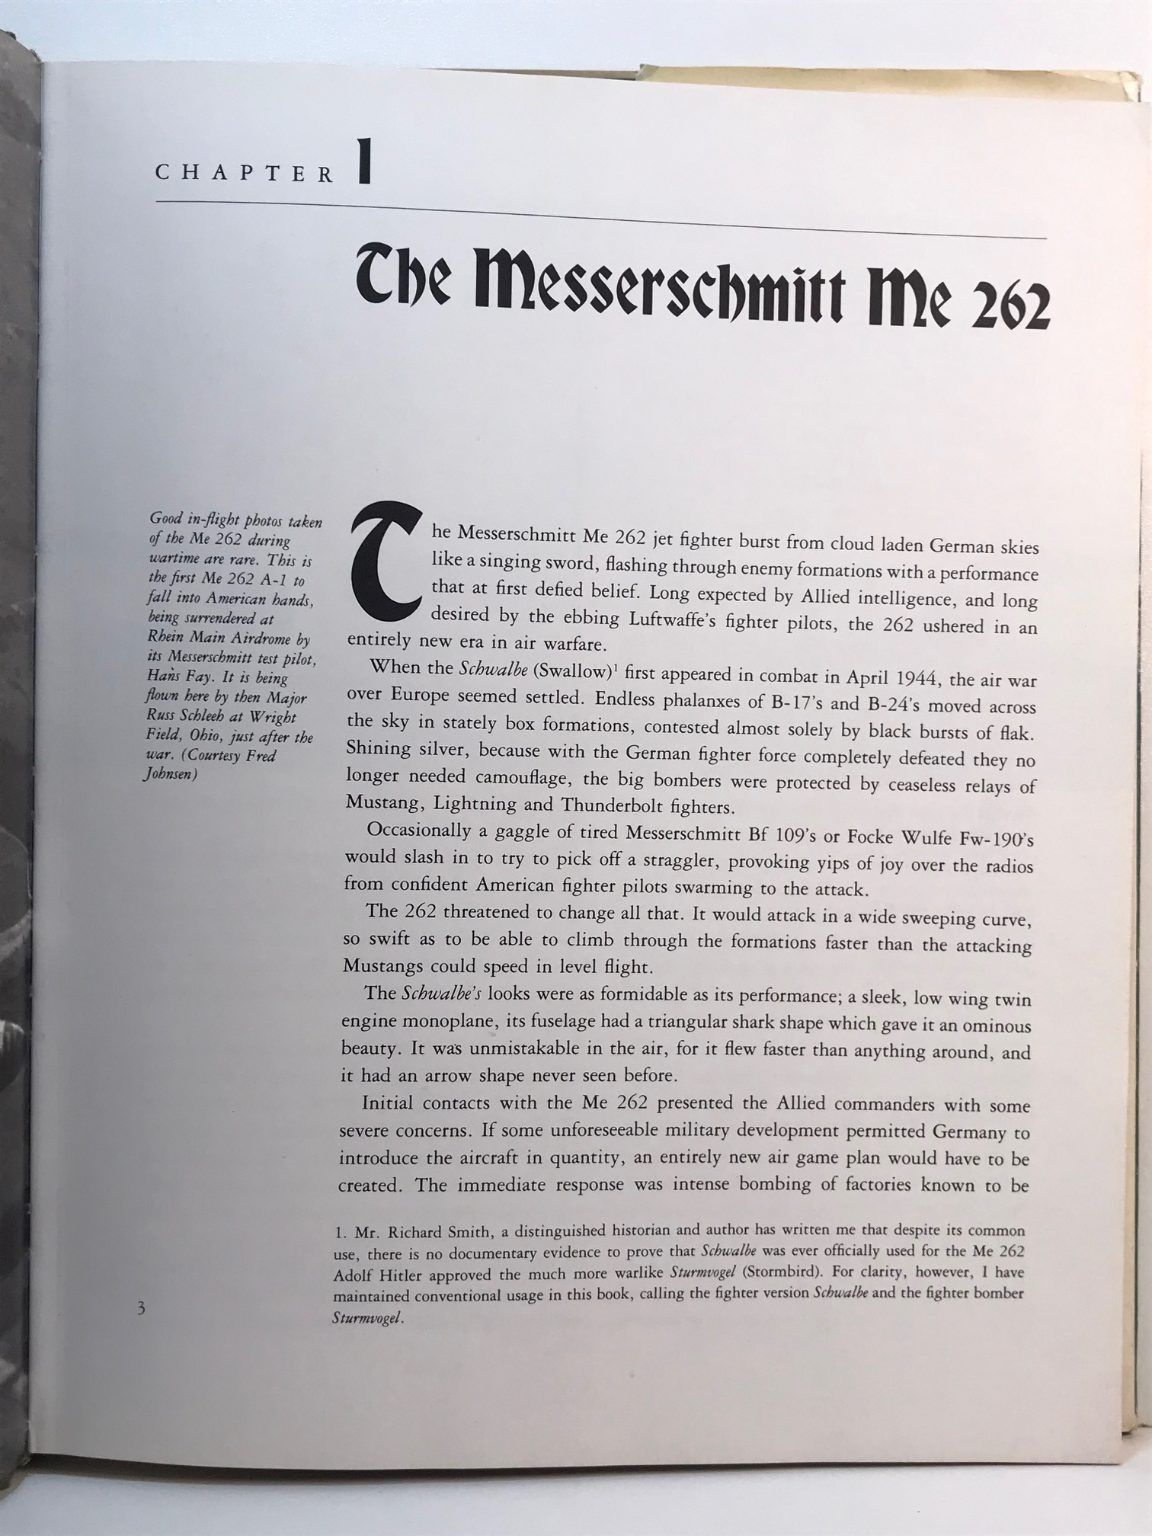 CHAPTER 1
The Messerschmitt Me 262
Good in-flight photos taken
of the Me 262 during
wartime are rare. This is
the first Me 262 A-1 to
fall into American hands,
being surrendered at
Rhein Main Airdrome by
its Messerschmitt test pilot,
Hans Fay. It is being
flown here by then Major
Russ Schleeh at Wright
Field, Ohio, just after the
war. (Courtesy Fred
Johnsen)
The Messerschmitt Me 262 jet fighter burst from cloud laden German skies
like a singing sword, flashing through enemy formations with a performance
that at first defied belief. Long expected by Allied intelligence, and long
desired by the ebbing Luftwaffe's fighter pilots, the 262 ushered in an
entirely new era in air warfare.
When the Schwalbe (Swallow)¹ first appeared in combat in April 1944, the air war
over Europe seemed settled. Endless phalanxes of B-17's and B-24's moved across
the sky in stately box formations, contested almost solely by black bursts of flak.
Shining silver, because with the German fighter force completely defeated they no
longer needed camouflage, the big bombers were protected by ceaseless relays of
Mustang, Lightning and Thunderbolt fighters.
Occasionally a gaggle of tired Messerschmitt Bf 109's or Focke Wulfe Fw-190's
would slash in to try to pick off a straggler, provoking yips of joy over the radios
from confident American fighter pilots swarming to the attack.
The 262 threatened to change all that. It would attack in a wide sweeping curve,
so swift as to be able to climb through the formations faster than the attacking
Mustangs could speed in level flight.
The Schwalbe's looks were as formidable as its performance; a sleek, low wing twin
engine monoplane, its fuselage had a triangular shark shape which gave it an ominous
beauty. It was unmistakable in the air, for it flew faster than anything around, and
it had an arrow shape never seen before.
Initial contacts with the Me 262 presented the Allied commanders with some
severe concerns. If some unforeseeable military development permitted Germany to
introduce the aircraft in quantity, an entirely new air game plan would have to be
created. The immediate response was intense bombing of factories known to be
1. Mr. Richard Smith, a distinguished historian and author has written me that despite its common
use, there is no documentary evidence to prove that Schwalbe was ever officially used for the Me 262
Adolf Hitler approved the much more warlike Sturmvogel (Stormbird). For clarity, however, I have
maintained conventional usage in this book, calling the fighter version Schwalbe and the fighter bomber
Sturmvogel.
3